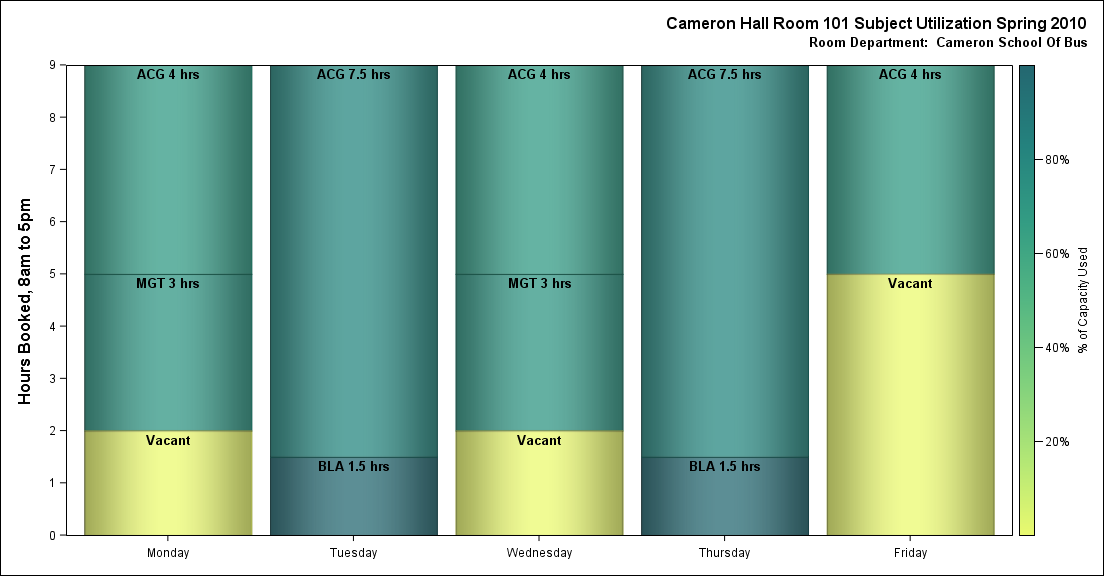 Cameron Hall Room 101 Subject Utilization Spring 2010
Room Department:  Cameron School Of Bus
Hours Booked, 8am to 5pm
9
8
7
6
5
4
3
2
1
0
ACG 4 hrs
MGT 3 hrs
Vacant
ACG 7.5 hrs
BLA 1.5 hrs
ACG 4 hrs
MGT 3 hrs
Vacant
ACG 7.5 hrs
BLA 1.5 hrs
ACG 4 hrs
Vacant
Monday
Tuesday
Wednesday
Thursday
Friday
80%
60%
40%
20%
% of Capacity Used